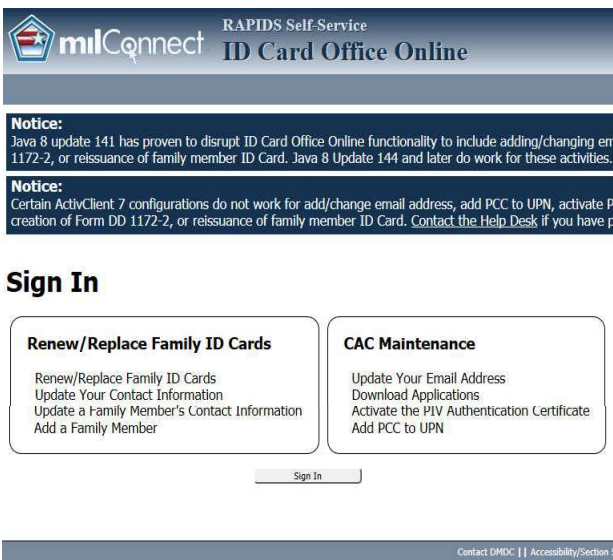 milConnect
RAPIDS Self-Service
ID Card Office Online
Notice:
Java 8 update 141 has proven to disrupt ID Card Office Online functionality to include adding/changing em
1172-2, or reissuance of family member ID Card. Java 8 Update 144 and later do work for these activities.
Notice:
Certain ActivClient 7 configurations do not work for add/change email address, add PCC to UPN, activate P
creation of Form DD 1172-2, or reissuance of family member ID Card. Contact the Help Desk if you have p
Sign In
Renew/Replace Family ID Cards
Renew/Replace Family ID Cards
Update Your Contact Information
Update a Family Member's Contact Information
Add a Family Member
CAC Maintenance
Update Your Email Address
Download Applications
Activate the PIV Authentication Certificate
Add PCC to UPN
Sign In
Contact DMDC || Accessibility/Section